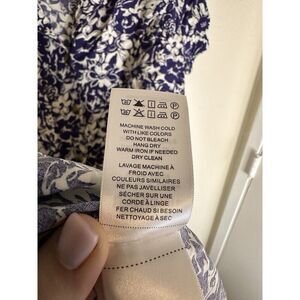 MACHINE WASH COLD
WITH LIKE COLORS
DO NOT BLEACH
HANG DRY
WARM IRON IF NEEDED
DRY CLEAN
LAVAGE MACHINE À
FROID AVEC
COULEURS SIMILAIRES
NE PAS JAVELLISER
SÉCHER SUR UNE
CORDE À LINGE
FER CHAUD SI BESOIN
NETTOYAGE À SEC